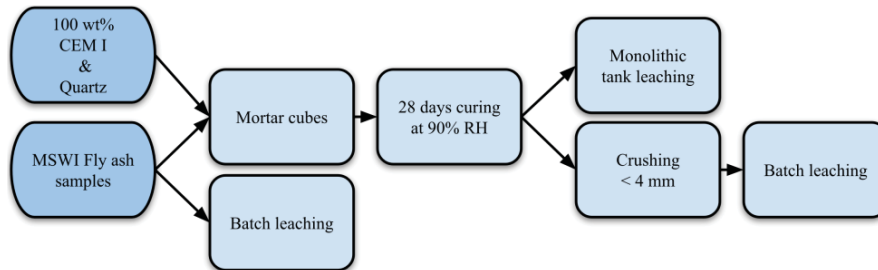 100 wt%
CEM I
&
Quartz
MSWI Fly ash
samples
Mortar cubes
Batch leaching
28 days curing
at 90% RH
Monolithic
tank leaching
Crushing
< 4 mm
Batch leaching